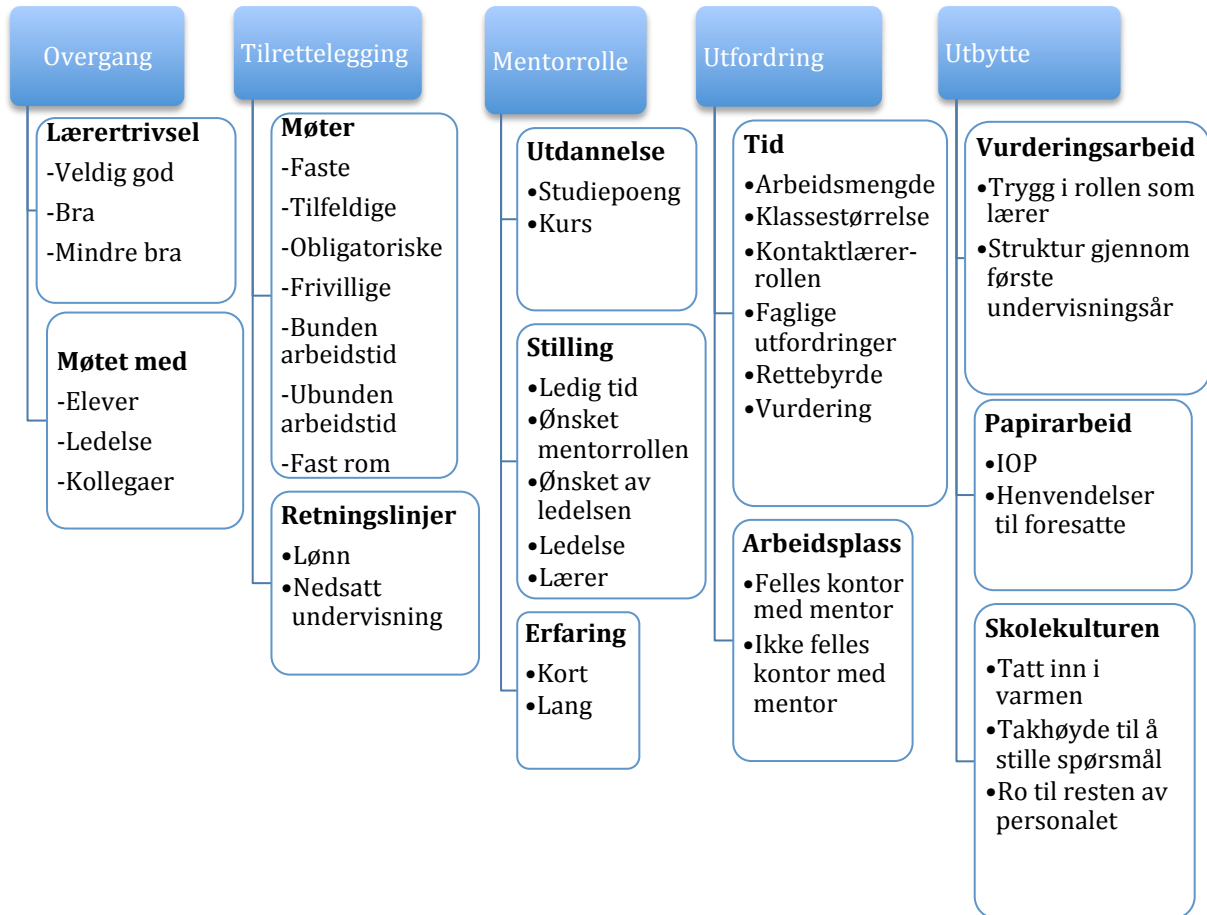 Overgang
Lærertrivsel
-Veldig god
-Bra
-Mindre bra
Møtet med
-Elever
-Ledelse
-Kollegaer
Tilrettelegging
Møter
-Faste
-Tilfeldige
-Obligatoriske
-Frivillige
-Bunden
arbeidstid
-Ubunden
arbeidstid
-Fast rom
Retningslinjer
•Lønn
•Nedsatt
undervisning
Mentorrolle
Utdannelse
•Studiepoeng
•Kurs
Stilling
•Ledig tid
•Ønsket
mentorrollen
•Ønsket av
ledelsen
•Ledelse
•Lærer
Erfaring
•Kort
•Lang
Utfordring
Tid
•Arbeidsmengde
•Klassestørrelse
•Kontaktlærer-
rollen
•Faglige
utfordringer
•Rettebyrde
•Vurdering
Arbeidsplass
•Felles kontor
med mentor
•Ikke felles
kontor med
mentor
Utbytte
Vurderingsarbeid
•Trygg i rollen som
lærer
•Struktur gjennom
første
undervisningsår
Papirarbeid
•IOP
•Henvendelser
til foresatte
Skolekulturen
•Tatt inn i
varmen
•Takhøyde til å
stille spørsmål
•Ro til resten av
personalet